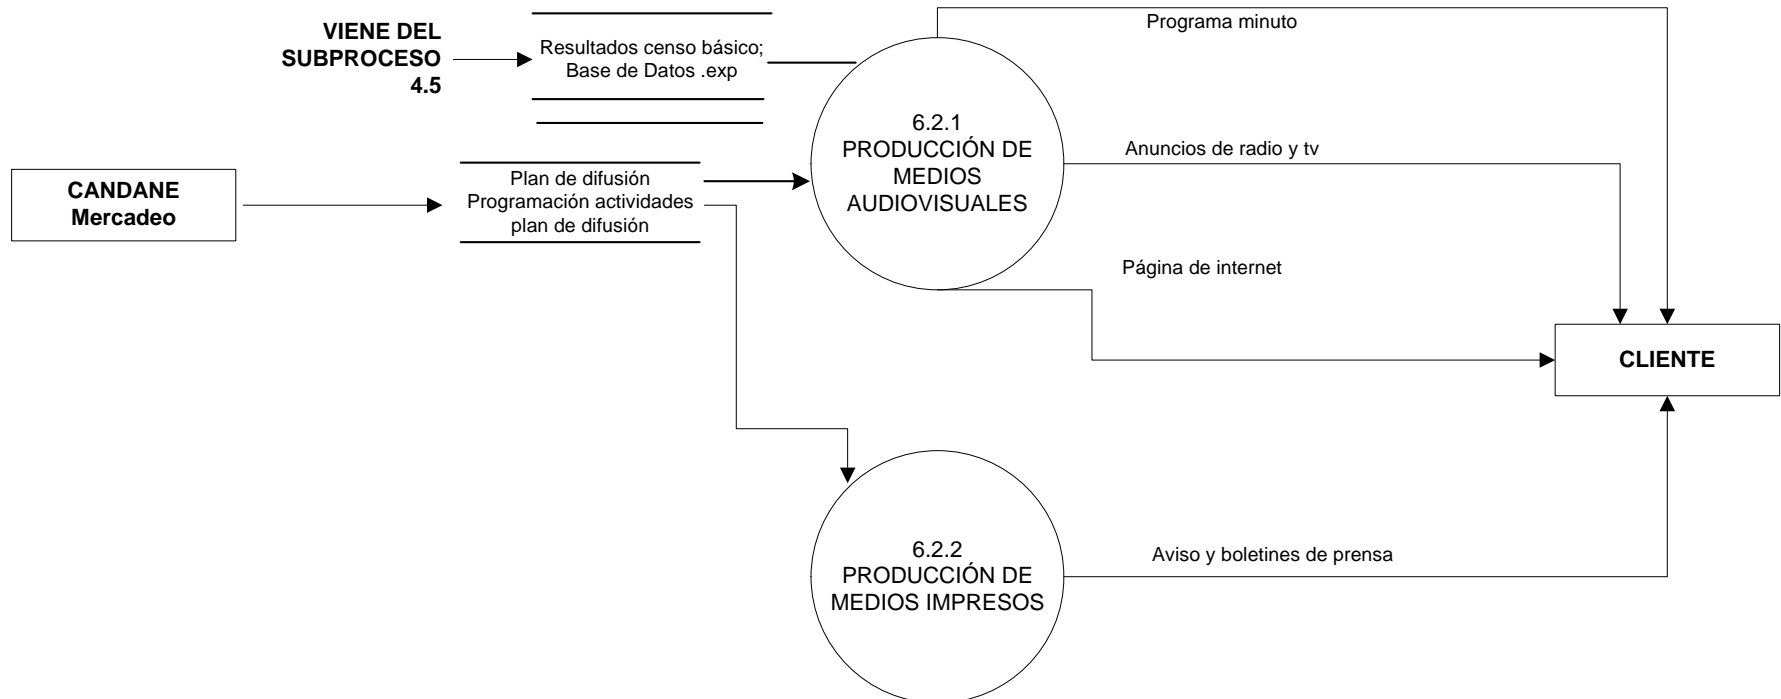 Programa minuto
VIENE DEL
SUBPROCESO
4.5
Resultados censo básico;
Base de Datos .exp
6.2.1
PRODUCCIÓN DE
MEDIOS
AUDIOVISUALES
Anuncios de radio y tv
CANDANE
Mercadeo
Plan de difusión
Programación actividades
plan de difusión
Página de internet
CLIENTE
6.2.2
PRODUCCIÓN DE
MEDIOS IMPRESOS
Aviso y boletines de prensa